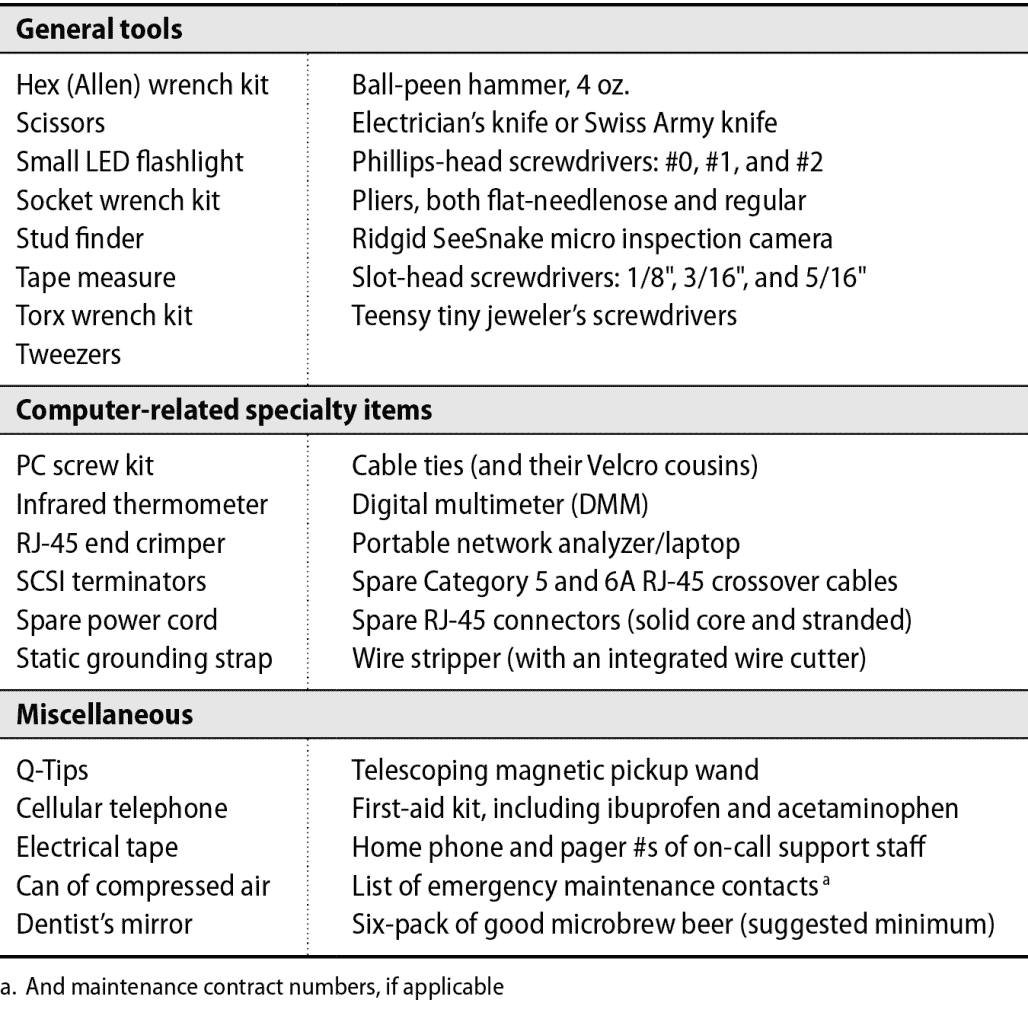 General tools
Hex (Allen) wrench kit Ball-peen hammer, 4 oz.
Scissors Electrician’s knife or Swiss Army knife
Small LED flashlight Phillips-head screwdrivers: #0, #1, and #2
Socket wrench kit Pliers, both flat-needlenose and regular
Stud finder Ridgid SeeSnake micro inspection camera
Tape measure Slot-head screwdrivers: 1/8", 3/16", and 5/16"
Torx wrench kit Teensy tiny jeweler’s screwdrivers
Tweezers
Computer-related specialty items
PC screw kit Cable ties (and their Velcro cousins)
Infrared thermometer Digital multimeter (DMM)
RJ-45 end crimper Portable network analyzer/laptop
SCSI terminators Spare Category 5 and 6A RJ-45 crossover cables
Spare power cord Spare RJ-45 connectors (solid core and stranded)
Static grounding strap Wire stripper (with an integrated wire cutter)
Miscellaneous
Q-Tips Telescoping magnetic pickup wand
Cellular telephone First-aid kit, including ibuprofen and acetaminophen
Electrical tape Home phone and pager #s of on-call support staff
Can of compressed air List of emergency maintenance contacts a
Dentist’s mirror Six-pack of good microbrew beer (suggested minimum)
a. And maintenance contract numbers, if applicable